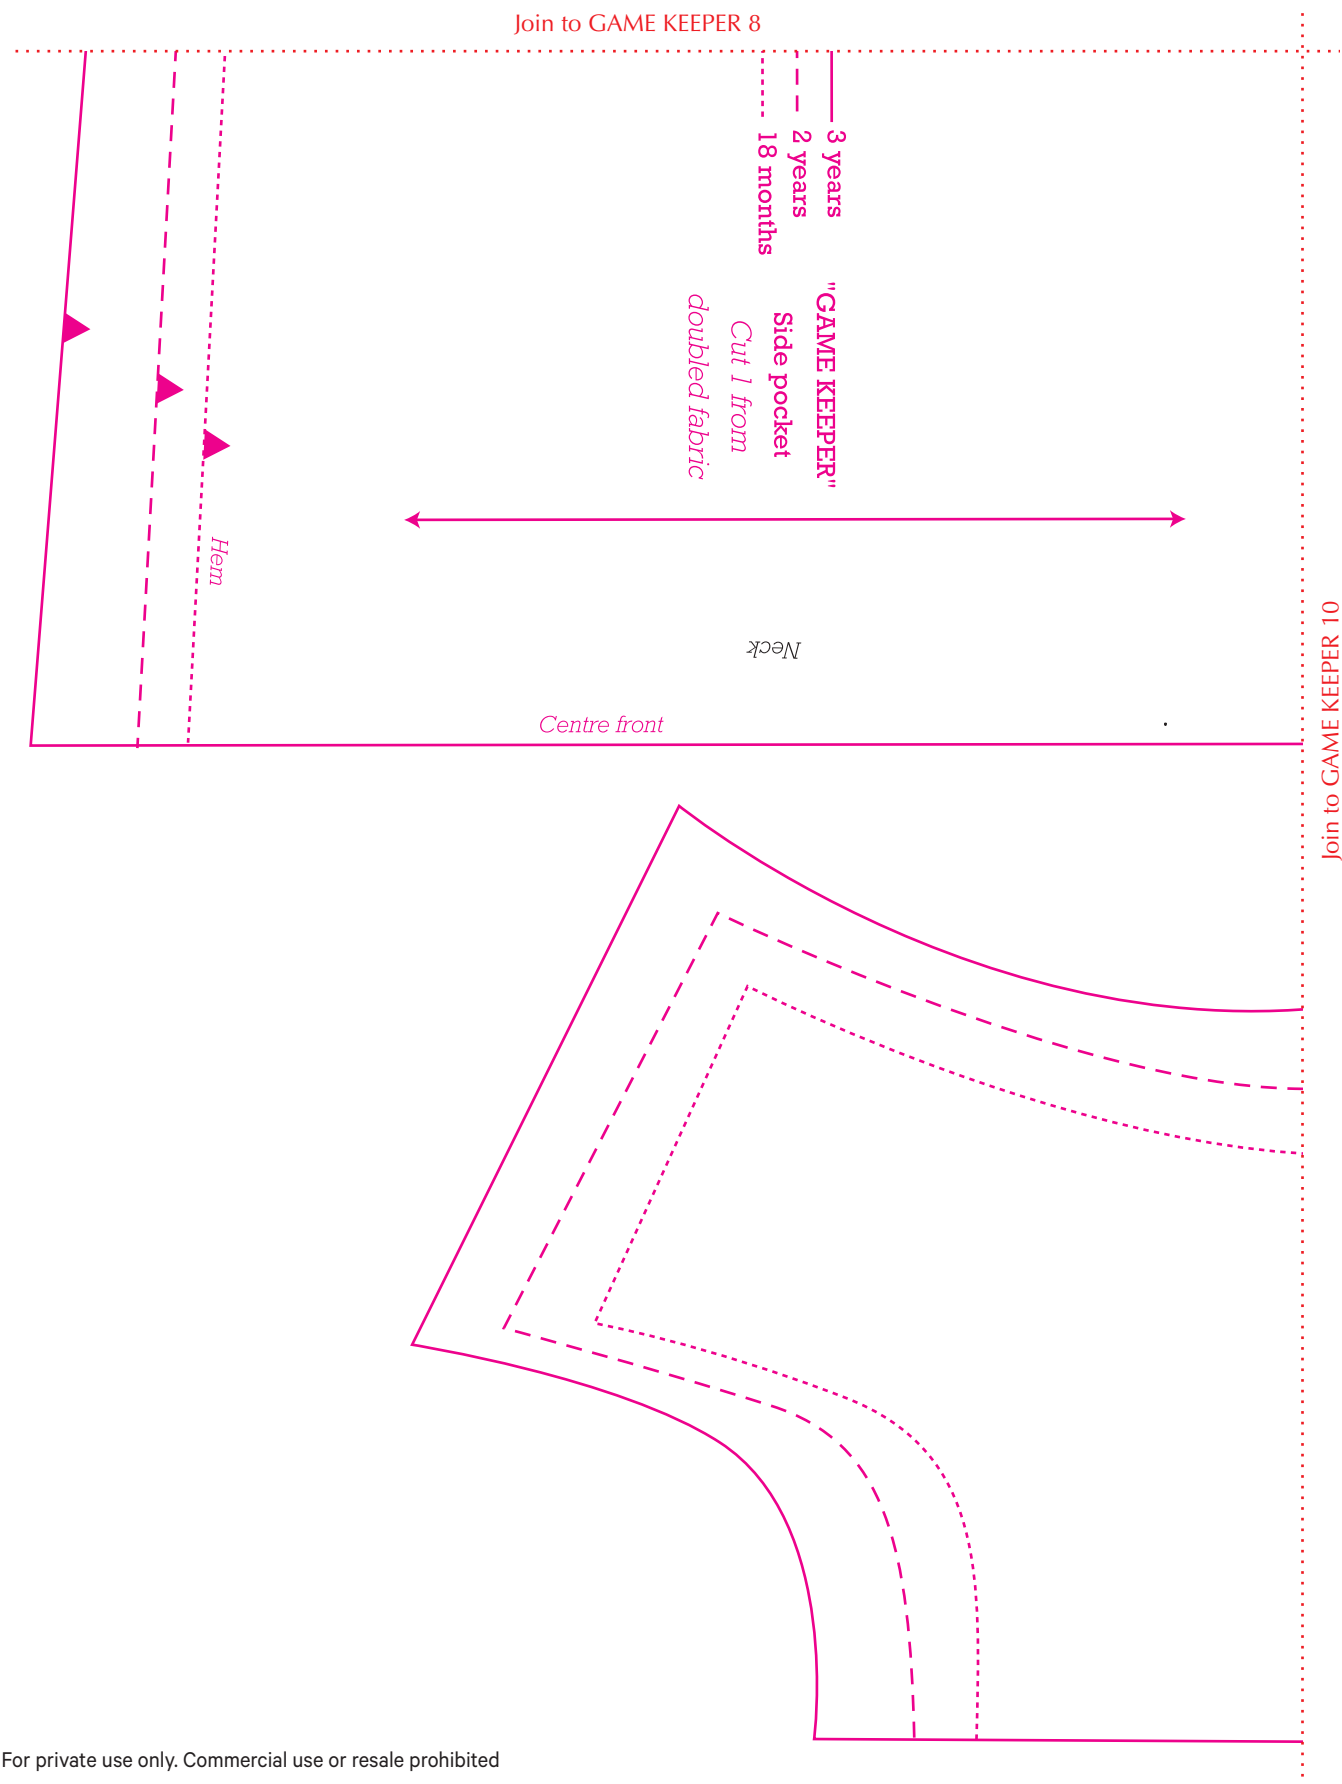 Join to GAME KEEPER 8
3 years
2 years
18 months
"GAME KEEPER"
Side pocket
Cut 1 from
doubled fabric
Hem
Neck
Centre front
Join to GAME KEEPER 10
For private use only. Commercial use or resale prohibited